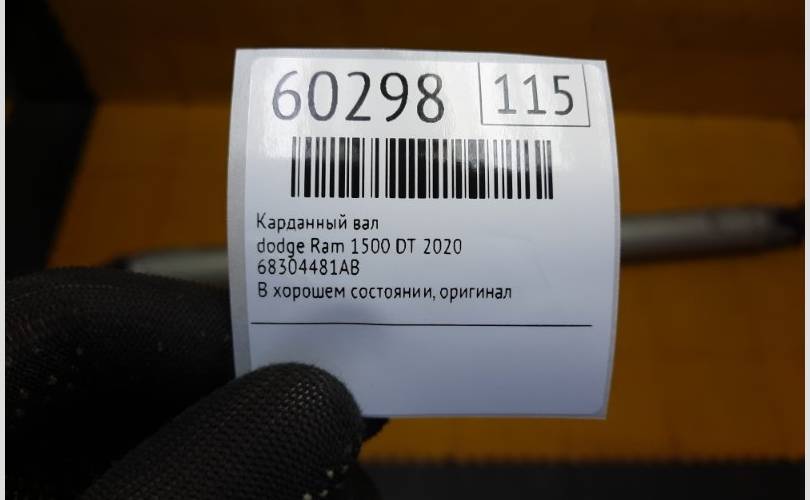 60298 115
Карданный вал
dodge Ram 1500 DT 2020
68304481AB
В хорошем состоянии, оригинал